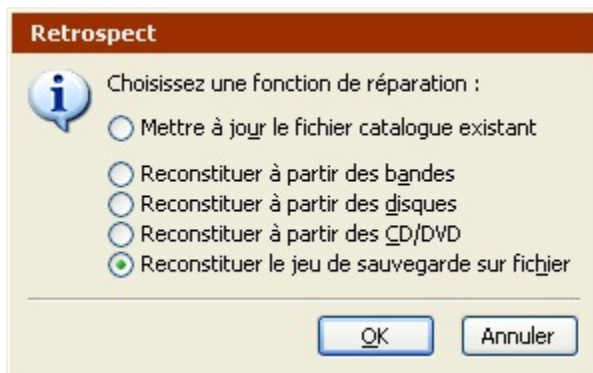 Retrospect
Choisissez une fonction de réparation :
Mettre à jour le fichier catalogue existant
Reconstituer à partir des bandes
Reconstituer à partir des disques
Reconstituer à partir des CD/DVD
Reconstituer le jeu de sauvegarde sur fichier
OK Annuler